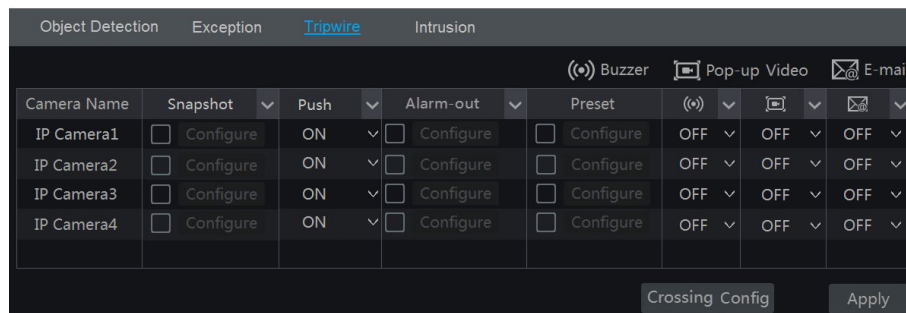 Object Detection Exception Tripwire Intrusion
Buzzer Pop-up Video E-mai
Camera Name Snapshot Push Alarm-out Preset
IP Camera1 Configure ON Configure Configure OFF OFF OFF
IP Camera2 Configure ON Configure Configure OFF OFF OFF
IP Camera3 Configure ON Configure Configure OFF OFF OFF
IP Camera4 Configure ON Configure Configure OFF OFF OFF
Crossing Config Apply